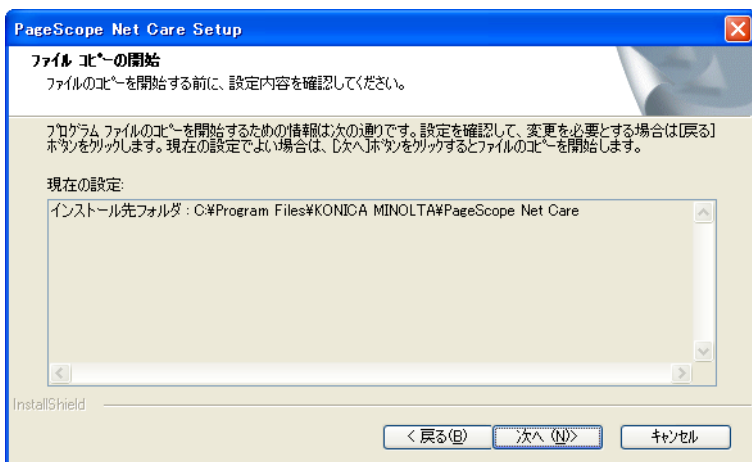 PageScope Net Care Setup
ファイル コピーの開始
ファイルのコピーを開始する前に、設定内容を確認してください。
プログラム ファイルのコピーを開始するための情報は次の通りです。設定を確認して、変更を必要とする場合は[戻る]
ボタンをクリックします。現在の設定でよい場合は、[次へ]ボタンをクリックするとファイルのコピーを開始します。
現在の設定:
インストール先フォルダ : C:¥Program Files¥KONICA MINOLTA¥PageScope Net Care
InstallShield
< 戻る(B)
次へ (N)>
キャンセル